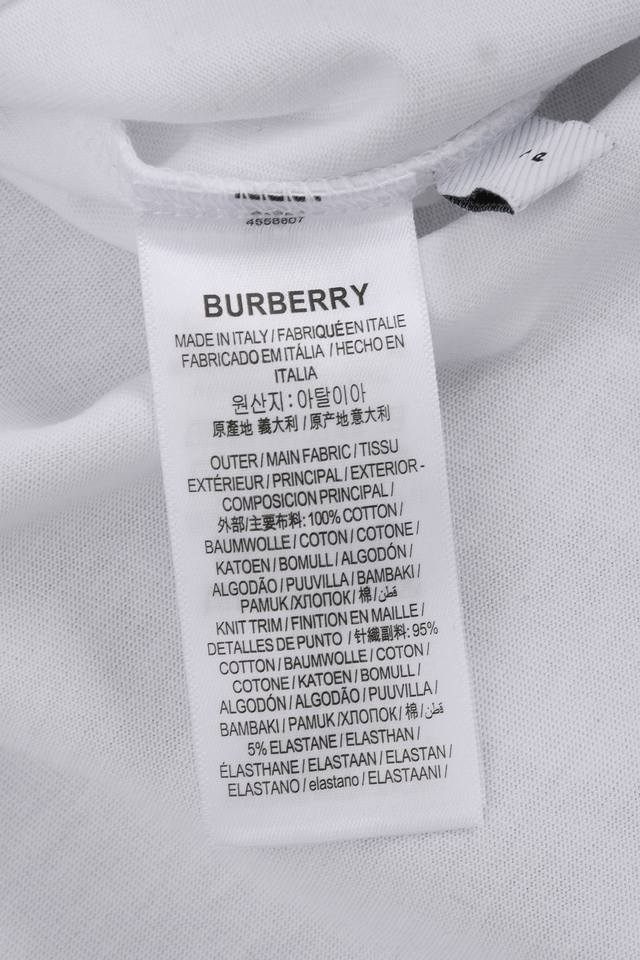 4558807
BURBERRY
MADE IN ITALY / FABRIQUÉ EN ITALIE
FABRICADO EM ITÁLIA / HECHO EN
ITALIA
원산지: 아탈이아
原產地 義大利 / 原产地 意大利
OUTER / MAIN FABRIC / TISSU
EXTÉRIEUR / PRINCIPAL / EXTERIOR -
COMPOSICION PRINCIPAL /
外部/主要布料: 100% COTTON /
BAUMWOLLE / COTON / COTONE /
KATOEN / BOMULL / ALGODÓN /
ALGODÃO / PUUVILLA / BAMBAKI /
PAMUK /ХЛОПОК/ 棉/ قطن/
KNIT TRIM / FINITION EN MAILLE /
DETALLES DE PUNTO / 針織副料: 95%
COTTON / BAUMWOLLE / COTON /
COTONE / KATOEN / BOMULL /
ALGODÓN / ALGODÃO / PUUVILLA /
BAMBAKI / PAMUK /ХЛОПОК/ 棉/ قطن/
5% ELASTANE / ELASTHAN /
ÉLASTHANE / ELASTAAN / ELASTAN /
ELASTANO / elastano / ELASTAANI /